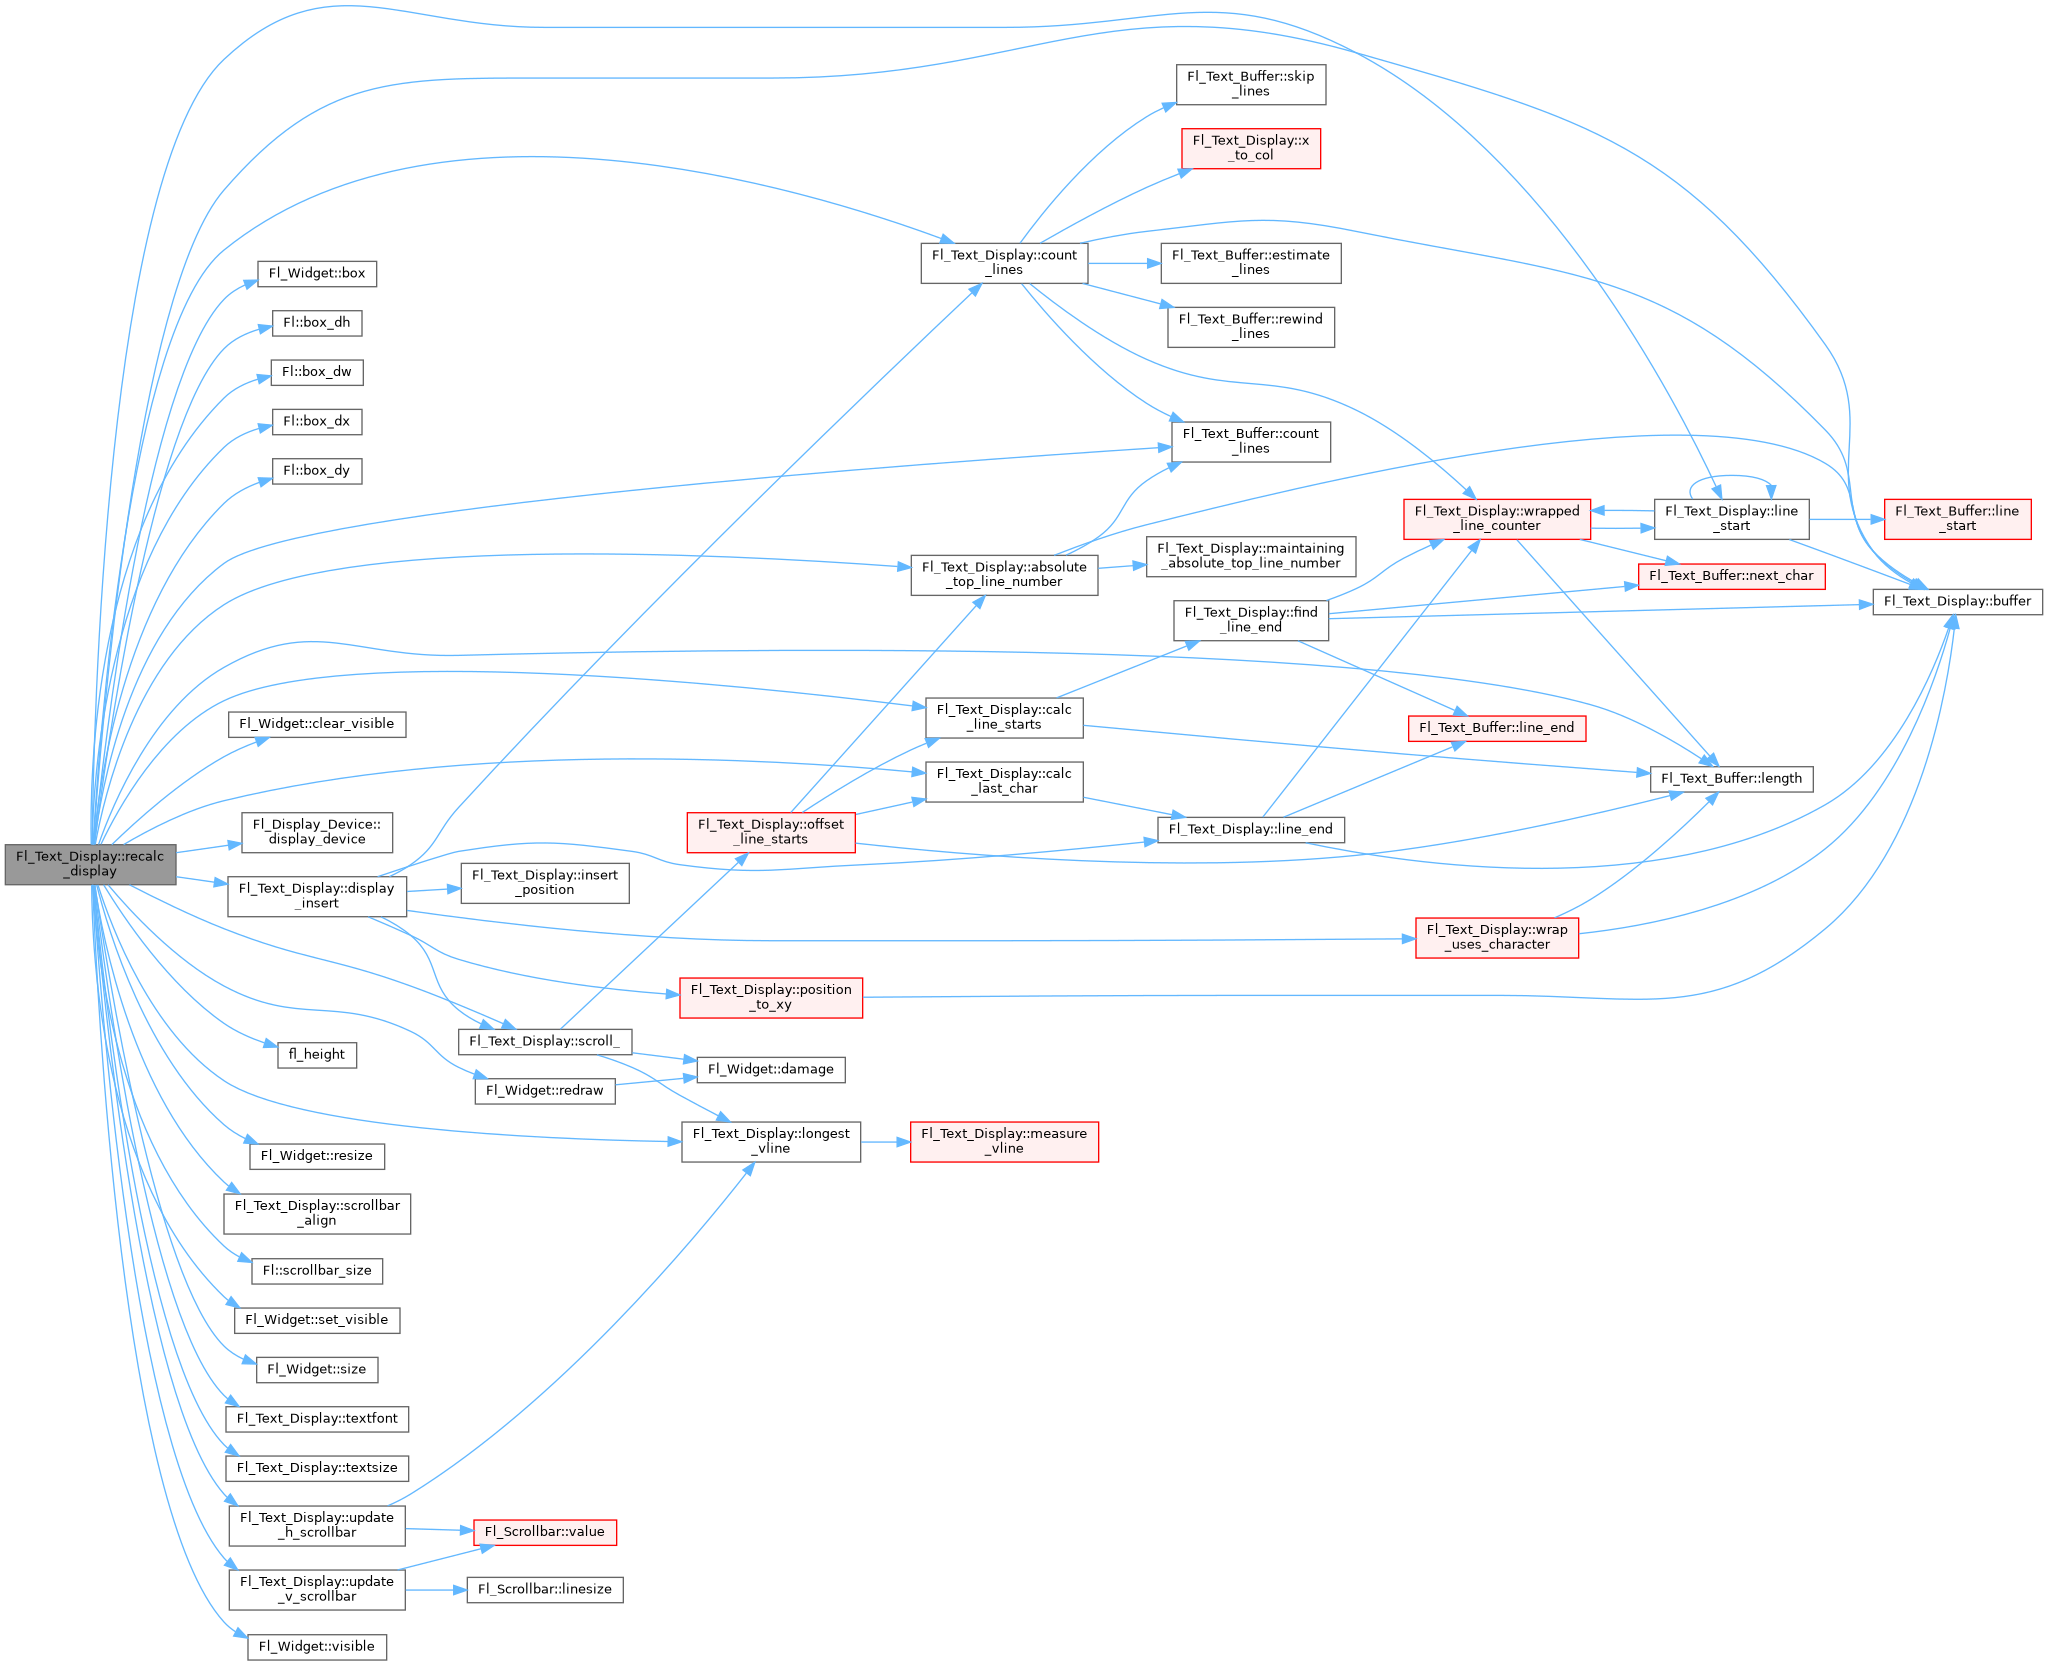 Fl_Text_Display::recalc
_display
Fl_Widget::box
Fl::box_dh
Fl::box_dw
Fl::box_dx
Fl::box_dy
Fl_Widget::clear_visible
Fl_Display_Device::
display_device
Fl_Text_Display::display
_insert
fl_height
Fl_Widget::resize
Fl_Text_Display::scrollbar
_align
Fl::scrollbar_size
Fl_Widget::set_visible
Fl_Widget::size
Fl_Text_Display::textfont
Fl_Text_Display::textsize
Fl_Text_Display::update
_h_scrollbar
Fl_Text_Display::update
_v_scrollbar
Fl_Widget::visible
Fl_Text_Display::insert
_position
Fl_Text_Display::scroll_
Fl_Widget::redraw
Fl_Scrollbar::value
Fl_Scrollbar::linesize
Fl_Text_Display::offset
_line_starts
Fl_Text_Display::position
_to_xy
Fl_Widget::damage
Fl_Text_Display::longest
_vline
Fl_Text_Display::count
_lines
Fl_Text_Display::absolute
_top_line_number
Fl_Text_Display::calc
_line_starts
Fl_Text_Display::calc
_last_char
Fl_Text_Display::measure
_vline
Fl_Text_Buffer::skip
_lines
Fl_Text_Display::x
_to_col
Fl_Text_Buffer::estimate
_lines
Fl_Text_Buffer::rewind
_lines
Fl_Text_Buffer::count
_lines
Fl_Text_Display::maintaining
_absolute_top_line_number
Fl_Text_Display::find
_line_end
Fl_Text_Display::line_end
Fl_Text_Display::wrapped
_line_counter
Fl_Text_Buffer::line_end
Fl_Text_Display::wrap
_uses_character
Fl_Text_Display::line
_start
Fl_Text_Buffer::next_char
Fl_Text_Buffer::length
Fl_Text_Buffer::line
_start
Fl_Text_Display::buffer